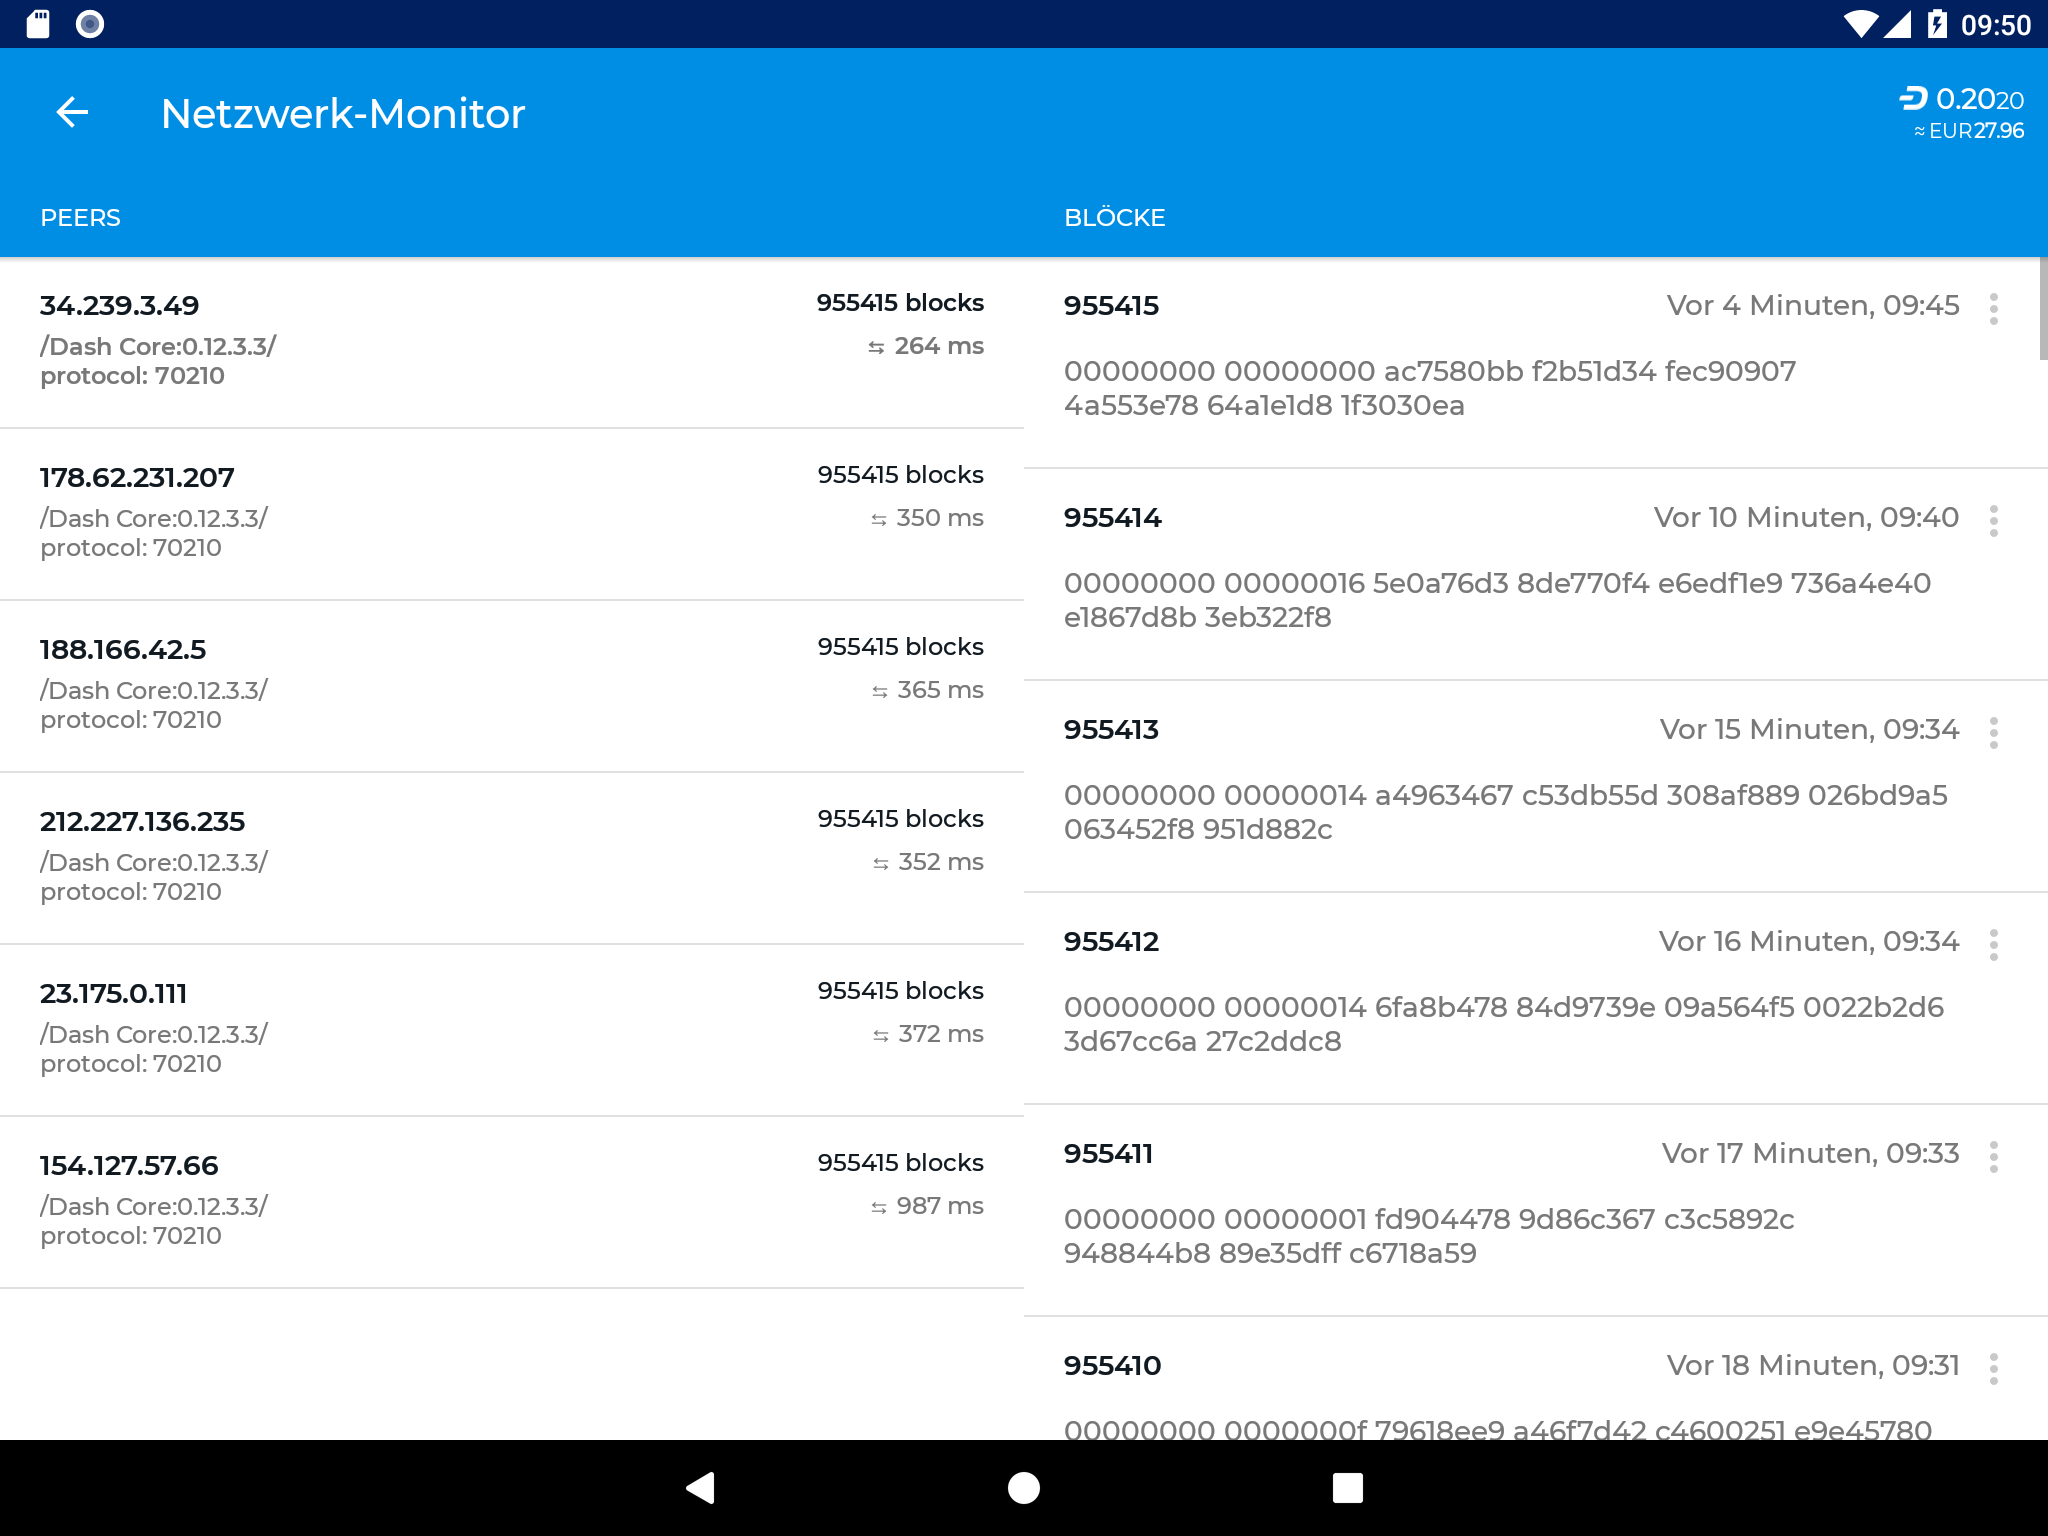 09:50
Netzwerk-Monitor
0.2020
≈ EUR 27.96
PEERS
BLÖCKE
34.239.3.49
955415 blocks
/Dash Core:0.12.3.3/
⇆ 264 ms
protocol: 70210
178.62.231.207
955415 blocks
/Dash Core:0.12.3.3/
⇆ 350 ms
protocol: 70210
188.166.42.5
955415 blocks
/Dash Core:0.12.3.3/
⇆ 365 ms
protocol: 70210
212.227.136.235
955415 blocks
/Dash Core:0.12.3.3/
⇆ 352 ms
protocol: 70210
23.175.0.111
955415 blocks
/Dash Core:0.12.3.3/
⇆ 372 ms
protocol: 70210
154.127.57.66
955415 blocks
/Dash Core:0.12.3.3/
⇆ 987 ms
protocol: 70210
955415
Vor 4 Minuten, 09:45
00000000 00000000 ac7580bb f2b51d34 fec90907
4a553e78 64a1e1d8 1f3030ea
955414
Vor 10 Minuten, 09:40
00000000 00000016 5e0a76d3 8de770f4 e6edf1e9 736a4e40
e1867d8b 3eb322f8
955413
Vor 15 Minuten, 09:34
00000000 00000014 a4963467 c53db55d 308af889 026bd9a5
063452f8 951d882c
955412
Vor 16 Minuten, 09:34
00000000 00000014 6fa8b478 84d9739e 09a564f5 0022b2d6
3d67cc6a 27c2ddc8
955411
Vor 17 Minuten, 09:33
00000000 00000001 fd904478 9d86c367 c3c5892c
948844b8 89e35dff c6718a59
955410
Vor 18 Minuten, 09:31
00000000 0000000f 79618ee9 a46f7d42 c4600251 e9e45780